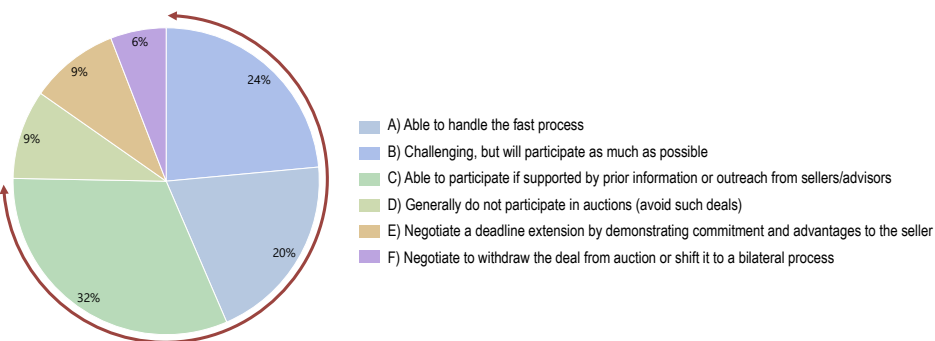 6%
24%
9%
9%
20%
32%
A) Able to handle the fast process
B) Challenging, but will participate as much as possible
C) Able to participate if supported by prior information or outreach from sellers/advisors
D) Generally do not participate in auctions (avoid such deals)
E) Negotiate a deadline extension by demonstrating commitment and advantages to the seller
F) Negotiate to withdraw the deal from auction or shift it to a bilateral process